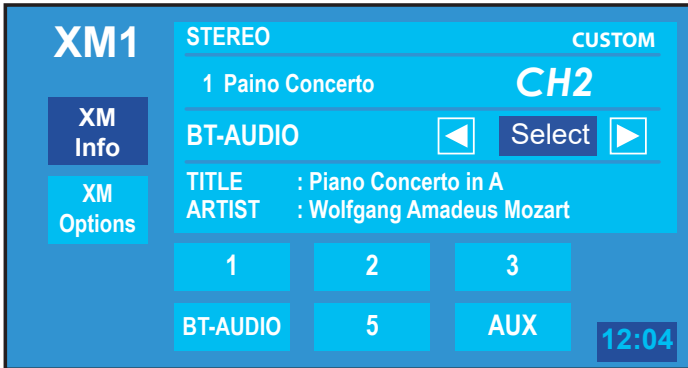 XM1
STEREO CUSTOM
1 Paino Concerto CH2
XM
Info
BT-AUDIO Select
XM
Options
TITLE : Piano Concerto in A
ARTIST : Wolfgang Amadeus Mozart
1 2 3
BT-AUDIO 5 AUX
12:04